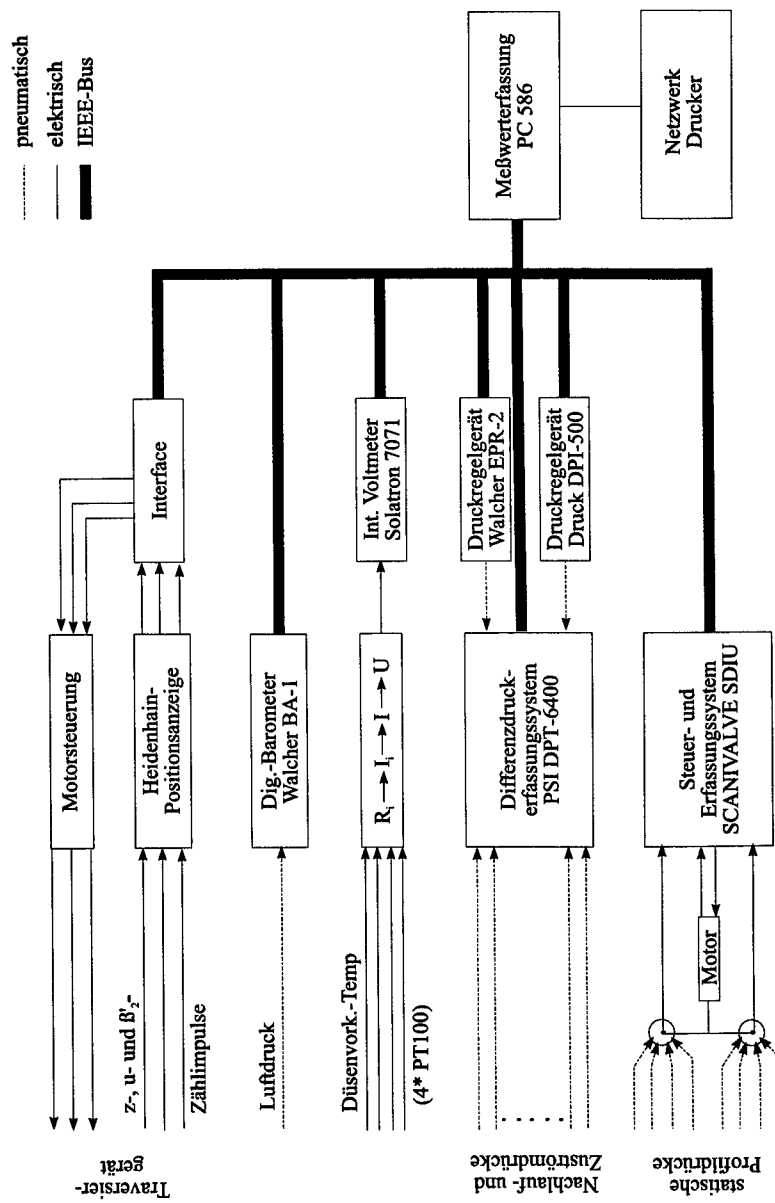 pneumatisch
elektrisch
IEEE-Bus
Traversier-
gerät
z-, u- und ß'₂-
Zählimpulse
Luftdruck
Düsenvork.-Temp
(4* PT100)
Nachlauf- und
Zuströmdrücke
statische
Profildrücke
Motorsteuerung
Heidenhain-
Positionsanzeige
Interface
Dig.-Barometer
Walcher BA-1
Rᵢ → Iᵢ → I → U
Int. Voltmeter
Solatron 7071
Differenzdruck-
erfassungssystem
PSI DPT-6400
Druckregelgerät
Walcher EPR-2
Druckregelgerät
Druck DPI-500
Motor
Steuer- und
Erfassungssystem
SCANIVALVE SDIU
Meßwerterfassung
PC 586
Netzwerk
Drucker